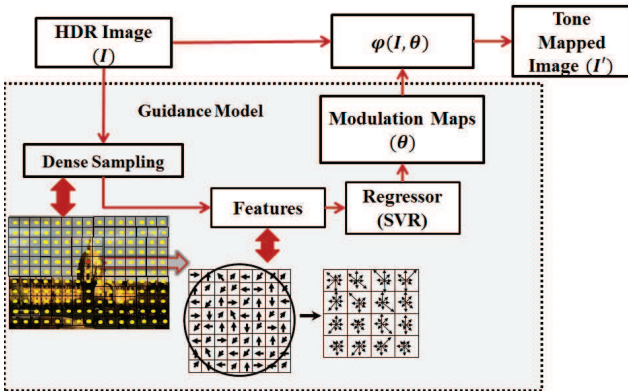 HDR Image
(I)
φ(I, θ)
Tone
Mapped
Image (I′)
Guidance Model
Modulation Maps
(θ)
Dense Sampling
Features
Regressor
(SVR)